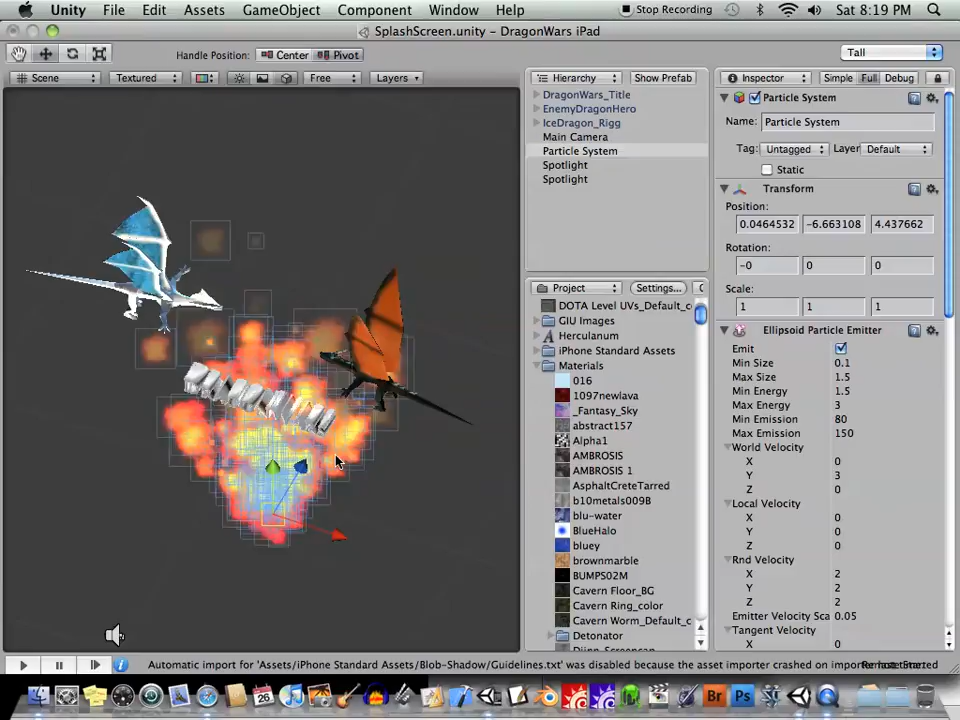 Unity File Edit Assets GameObject Component Window Help Stop Recording Sat 8:19 PM
SplashScreen.unity – DragonWars iPad
Handle Position: Center Pivot Tall
Scene Textured Free Layers
Hierarchy Show Prefab
DragonWars_Title
EnemyDragonHero
IceDragon_Rigg
Main Camera
Particle System
Spotlight
Spotlight
Project Settings...
DOTA Level UVs_Default_c
GIU Images
Herculanum
iPhone Standard Assets
Materials
016
1097newlava
_Fantasy_Sky
abstract157
Alpha1
AMBROSIS
AMBROSIS 1
AsphaltCreteTarred
b10metals009B
blu-water
BlueHalo
bluey
brownmarble
BUMPS02M
Cavern Floor_BG
Cavern Ring_color
Cavern Worm_Default_c
Detonator
Inspector Simple Full Debug
Particle System
Name: Particle System
Tag: Untagged Layer Default
Static
Transform
Position:
0.0464532 -6.663108 4.437662
Rotation:
-0 0 0
Scale:
1 1 1
Ellipsoid Particle Emitter
Emit
Min Size 0.1
Max Size 1.5
Min Energy 1.5
Max Energy 3
Min Emission 80
Max Emission 150
World Velocity
X 0
Y 3
Z 0
Local Velocity
X 0
Y 0
Z 0
Rnd Velocity
X 2
Y 2
Z 2
Emitter Velocity Sca 0.05
Tangent Velocity
X 0
Automatic import for 'Assets/iPhone Standard Assets/Blob-Shadow/Guidelines.txt' was disabled because the asset importer crashed on
Br Ps